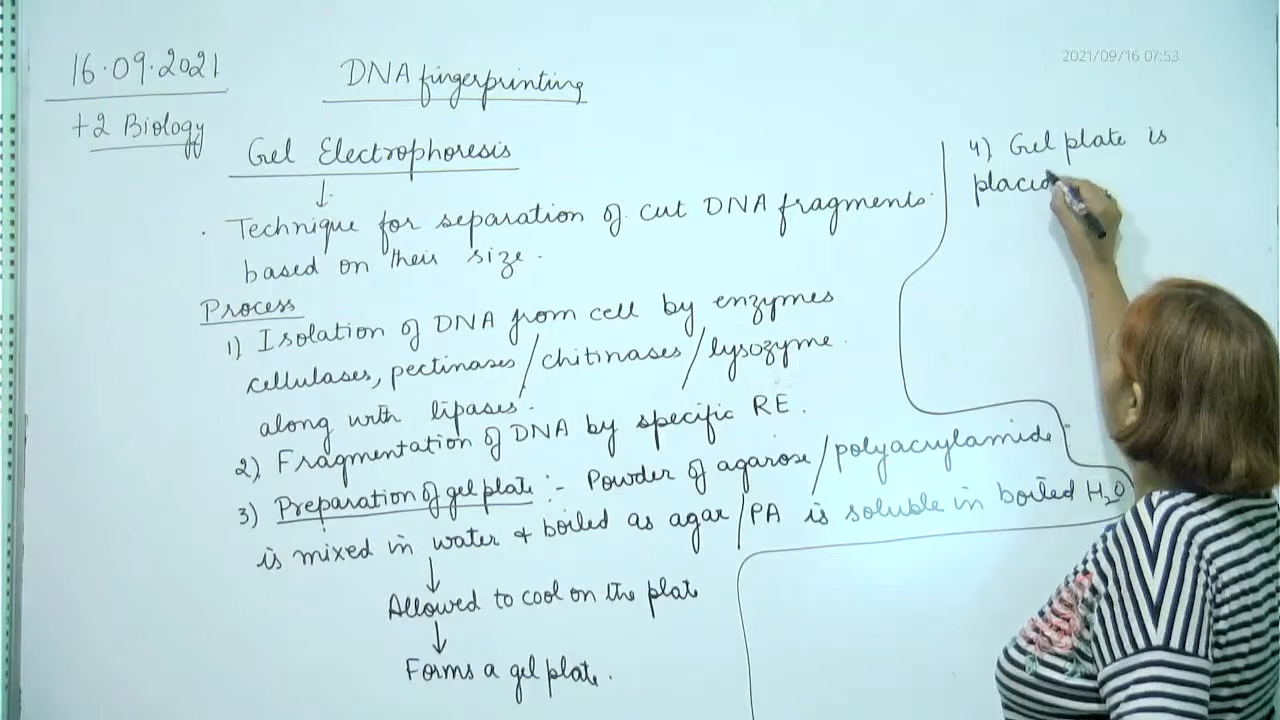 2021/09/16 07:53
16.09.2021
DNA fingerprinting
+2 Biology
Gel Electrophoresis
↓
. Technique for separation of cut DNA fragments
based on their size.
Process
1) Isolation of DNA from cell by enzymes
cellulases, pectinases / chitinases / lysozyme.
along with lipases.
2) Fragmentation of DNA by specific RE.
3) Preparation of gel plate :- Powder of agarose / polyacrylamide
is mixed in water & boiled as agar / PA is soluble in boiled H2O
↓
Allowed to cool on the plate
↓
Forms a gel plate.
4) Gel plate is